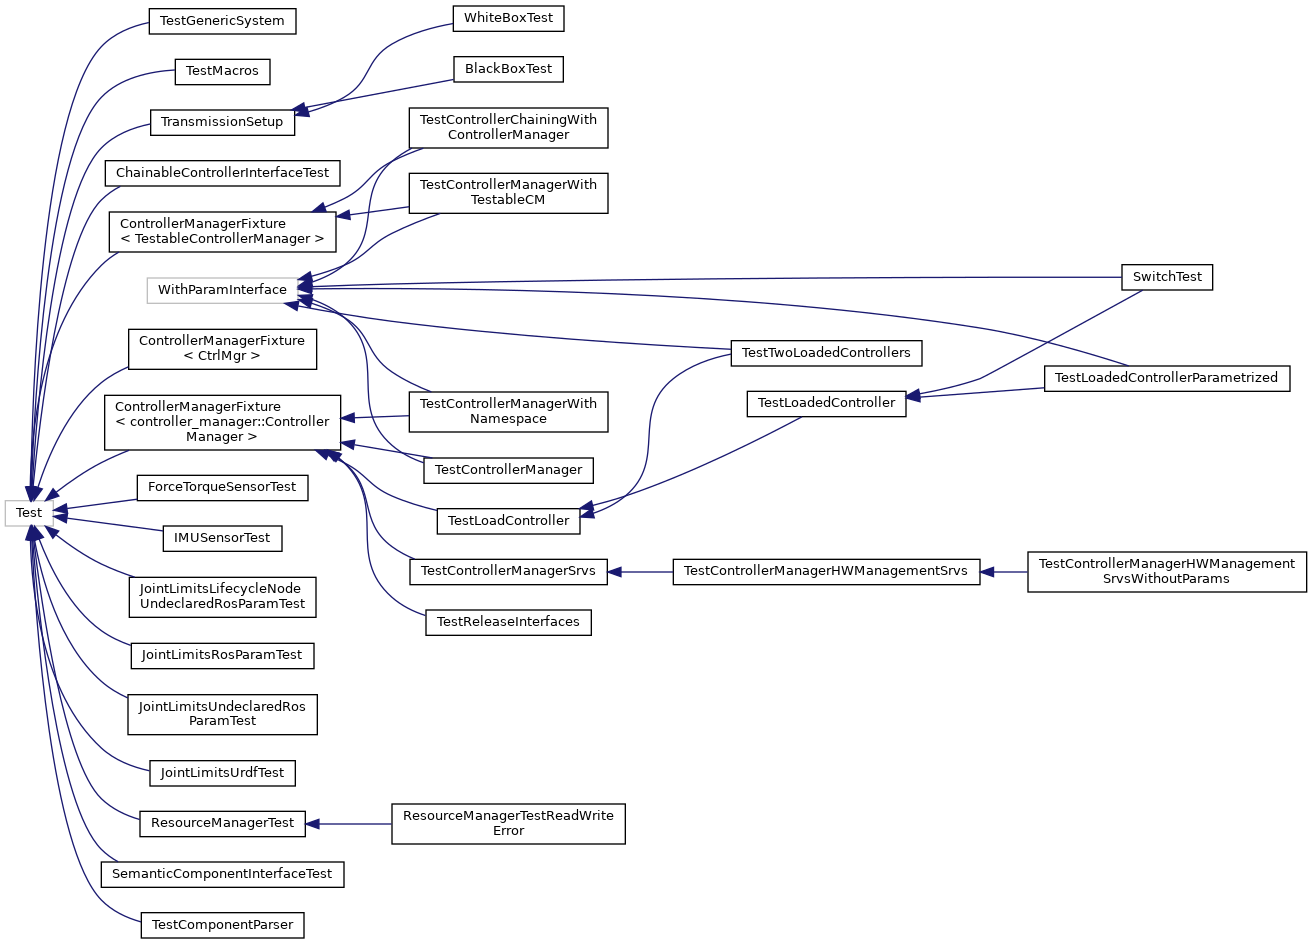 TestGenericSystem
WhiteBoxTest
TestMacros
BlackBoxTest
TransmissionSetup
TestControllerChainingWith
ControllerManager
ChainableControllerInterfaceTest
TestControllerManagerWith
TestableCM
ControllerManagerFixture
< TestableControllerManager >
WithParamInterface
SwitchTest
ControllerManagerFixture
< CtrlMgr >
TestTwoLoadedControllers
TestLoadedControllerParametrized
TestLoadedController
ControllerManagerFixture
< controller_manager::Controller
Manager >
TestControllerManagerWith
Namespace
TestControllerManager
ForceTorqueSensorTest
Test
TestLoadController
IMUSensorTest
TestControllerManagerSrvs
TestControllerManagerHWManagementSrvs
TestControllerManagerHWManagement
SrvsWithoutParams
JointLimitsLifecycleNode
UndeclaredRosParamTest
TestReleaseInterfaces
JointLimitsRosParamTest
JointLimitsUndeclaredRos
ParamTest
JointLimitsUrdfTest
ResourceManagerTest
ResourceManagerTestReadWrite
Error
SemanticComponentInterfaceTest
TestComponentParser